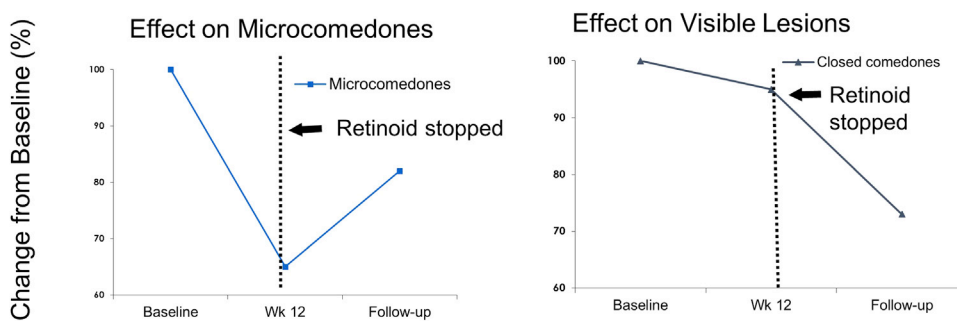 Change from Baseline (%)
Effect on Microcomedones
100
90
80
70
60
Microcomedones
Retinoid stopped
Baseline
Wk 12
Follow-up
Effect on Visible Lesions
100
90
80
70
60
Closed comedones
Retinoid
stopped
Baseline
Wk 12
Follow-up